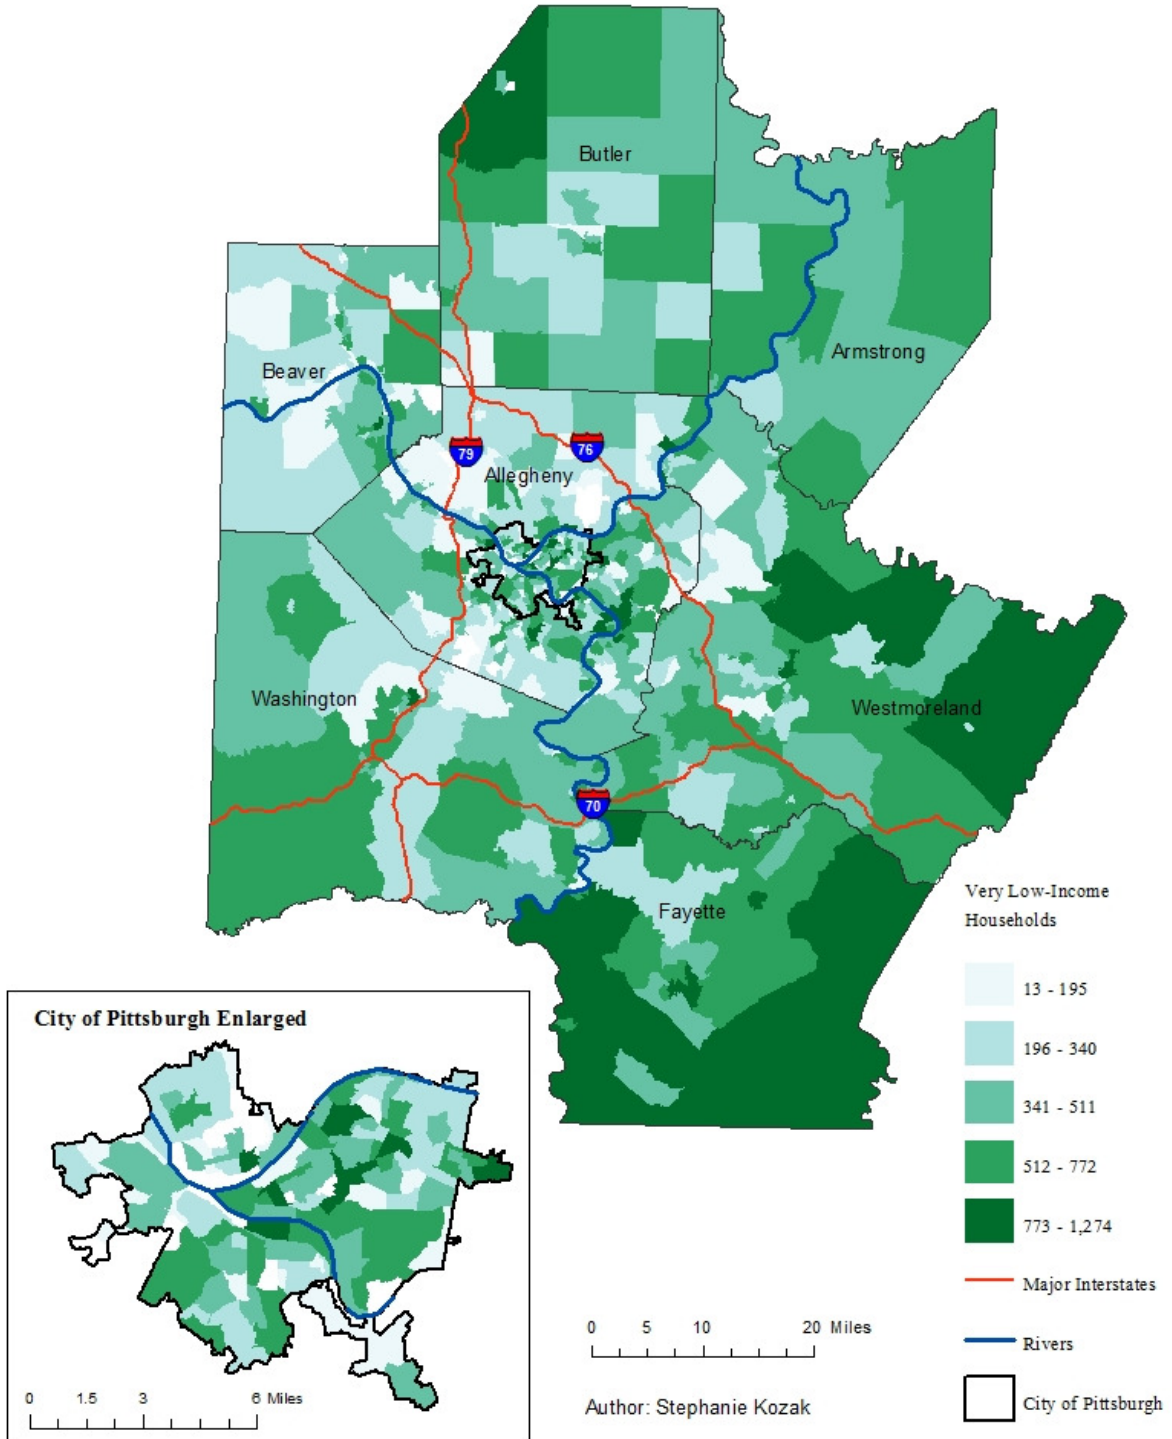 Butler
Armstrong
Beaver
79
76
Allegheny
Washington
Westmoreland
70
Fayette
Very Low-Income
Households
13 - 195
196 - 340
341 - 511
512 - 772
773 - 1,274
Major Interstates
Rivers
City of Pittsburgh
City of Pittsburgh Enlarged
0 1.5 3 6 Miles
0 5 10 20 Miles
Author: Stephanie Kozak